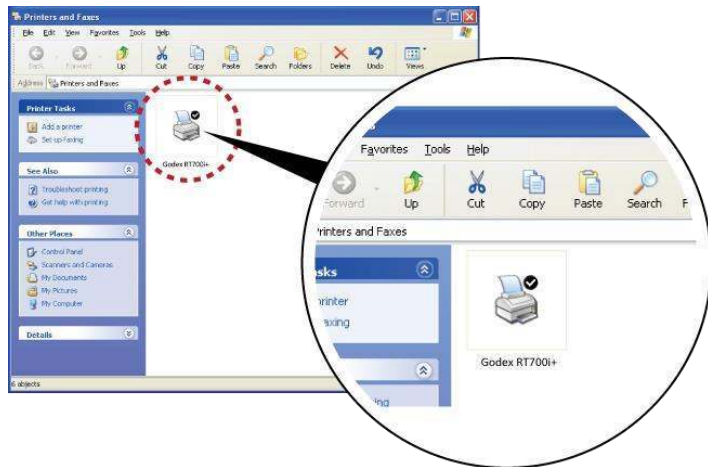 Printers and Faxes
File Edit View Favorites Tools Help
Back Forward Up Cut Copy Paste Search Folders Delete Undo Views
Address Printers and Faxes
Printer Tasks
Add a printer
Set up faxing
See Also
Troubleshoot printing
Get help with printing
Other Places
Control Panel
Scanners and Cameras
My Documents
My Pictures
My Computer
Details
6 objects
Godex RT700i+
Favorites Tools Help
Forward Up Cut Copy Paste Search F
Printers and Faxes
asks
printer
axing
Godex RT700i+
ing